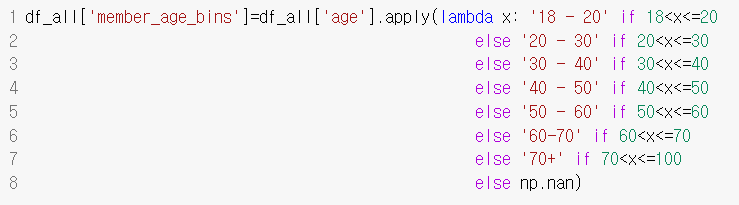 1 df_all['member_age_bins']=df_all['age'].apply(lambda x: '18 - 20' if 18<x<=20
2 else '20 - 30' if 20<x<=30
3 else '30 - 40' if 30<x<=40
4 else '40 - 50' if 40<x<=50
5 else '50 - 60' if 50<x<=60
6 else '60-70' if 60<x<=70
7 else '70+' if 70<x<=100
8 else np.nan)